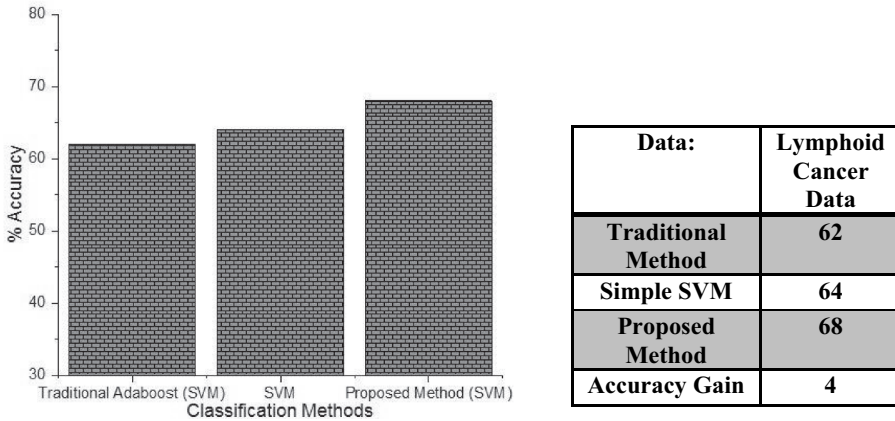 80
70
60
50
40
30
% Accuracy
Traditional Adaboost (SVM) SVM Proposed Method (SVM)
Classification Methods
Data: Lymphoid
Cancer
Data
Traditional 62
Method
Simple SVM 64
Proposed 68
Method
Accuracy Gain 4